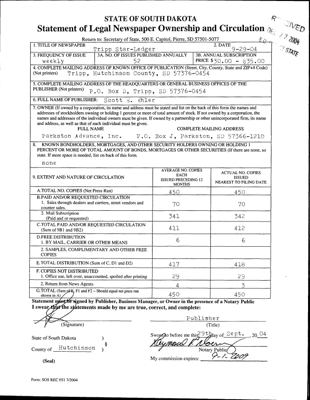 STATE OF SOUTH DAKOTA
Statement of Legal Newspaper Ownership and Circulation
Return to: Secretary of State, 500 E. Capitol, Pierre, SD 57501-5077
1. TITLE OF NEWSPAPER Tripp Star-Ledger
2. DATE 9-29-04
3. FREQUENCY OF ISSUE weekly
3A. NO. OF ISSUES PUBLISHED ANNUALLY 52
3B. ANNUAL SUBSCRIPTION PRICE $30.00 - $35.00
4. COMPLETE MAILING ADDRESS OF KNOWN OFFICE OF PUBLICATION (Street, City, County, State and ZIP+4 Code)
(Not printers) Tripp, Hutchinson County, SD 57376-0454
5. COMPLETE MAILING ADDRESS OF THE HEADQUARTERS OR GENERAL BUSINESS OFFICES OF THE
PUBLISHER (Not printers) P.O. Box D, Tripp, SD 57376-0454
6. FULL NAME OF PUBLISHER: Scott E. Ehler
7. OWNER (If owned by a corporation, its name and address must be stated and for on the back of this form the names and
addresses of stockholders owning or holding 1 percent or more of total amount of stock. If not owned by a corporation, the
names and addresses of the individual owners must be given. If owned by a partnership or other unincorporated firm, its name
and address, as well as that of each individual must be given.
FULL NAME COMPLETE MAILING ADDRESS
Parkston Advance, Inc. P.O. Box J, Parkston, SD 57366-1210
8. KNOWN BONDHOLDERS, MORTGAGES, AND OTHER SECURITY HOLDERS OWNING OR HOLDING 1
PERCENT OR MORE OF TOTAL AMOUNT OF BONDS, MORTGAGES OR OTHER SECURITIES (If there are none, so
state. If more space is needed, list on back of this form.
none
9. EXTENT AND NATURE OF CIRCULATION
AVERAGE NO. COPIES EACH ISSUED PRECEDING 12 MONTHS
ACTUAL NO. COPIES ISSUED NEAREST TO FILING DATE
A.TOTAL NO. COPIES (Net Press Run) 450 450
B.PAID AND/OR REQUESTED CIRCULATION
1. Sales through dealers and carriers, street vendors and
counter sales. 70 70
2. Mail Subscription
(Paid and or requested) 341 342
C.TOTAL PAID AND/OR REQUESTED CIRCULATION
(Sum of 9B1 and 9B2) 411 412
D.FREE DISTRIBUTION
1. BY MAIL, CARRIER OR OTHER MEANS 6 6
2. SAMPLES, COMPLIMENTARY AND OTHER FREE
COPIES
E. TOTAL DISTRIBUTION (Sum of C, D1 and D2) 417 418
F. COPIES NOT DISTRIBUTED
1. Office use, left over, unaccounted, spoiled after printing 29 29
2. Return from News Agents 4 3
G.TOTAL (Sum of E, F1 and F2 – Should equal net press run
shown in A) 450 450
Statement must be signed by Publisher, Business Manager, or Owner in the presence of a Notary Public
I swear that the statements made by me are true, correct, and complete:
Publisher
(Signature) (Title)
State of South Dakota )
§
County of Hutchinson )
Sworn to before me this 29th day of Sept. 20 04
Notary Public
(Seal)
My commission expires:
Form: SOS REC 051 7/2004